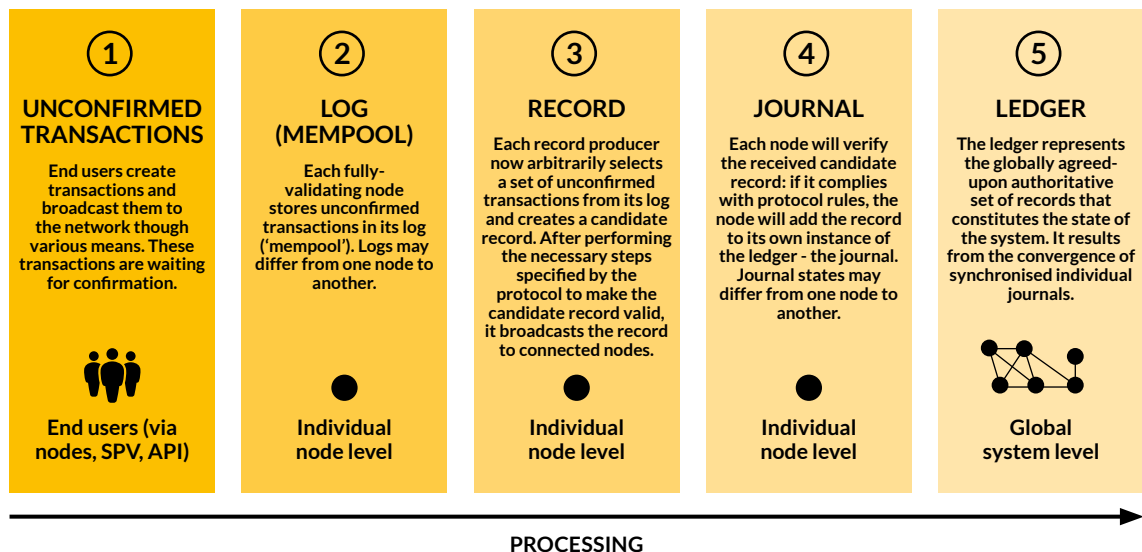 1
UNCONFIRMED
TRANSACTIONS
End users create
transactions and
broadcast them to
the network though
various means. These
transactions are waiting
for confirmation.
End users (via
nodes, SPV, API)
2
LOG
(MEMPOOL)
Each fully-
validating node
stores unconfirmed
transactions in its log
(‘mempool’). Logs may
differ from one node to
another.
Individual
node level
3
RECORD
Each record producer
now arbitrarily selects
a set of unconfirmed
transactions from its log
and creates a candidate
record. After performing
the necessary steps
specified by the
protocol to make the
candidate record valid,
it broadcasts the record
to connected nodes.
Individual
node level
4
JOURNAL
Each node will verify
the received candidate
record: if it complies
with protocol rules, the
node will add the record
to its own instance of
the ledger - the journal.
Journal states may
differ from one node to
another.
Individual
node level
5
LEDGER
The ledger represents
the globally agreed-
upon authoritative
set of records that
constitutes the state of
the system. It results
from the convergence of
synchronised individual
journals.
Global
system level
PROCESSING